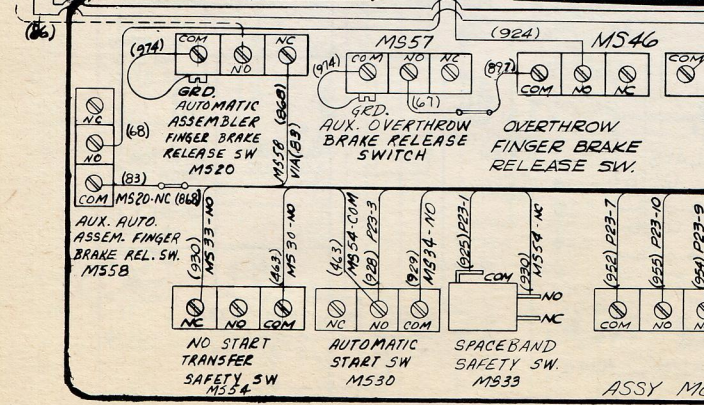 (86)
(974)
COM
NO
NC
GRD.
AUTOMATIC
ASSEMBLER
FINGER BRAKE
RELEASE SW
MS20
(868)
MS58
VIA(83)
MS57
(974)
COM
NO
NC
GRD.
(67)
AUX. OVERTHROW
BRAKE RELEASE
SWITCH
(924)
MS46
(897)
COM
NO
NC
COM
OVERTHROW
FINGER BRAKE
RELEASE SW.
NC
NO
COM
(68)
(83)
MS20-NC (868)
AUX. AUTO.
ASSEM. FINGER
BRAKE REL. SW.
MS58
(930) MS33-NO
(463) MS30-NO
(463) MS54-COM
(928) P23-3
(929) MS34-NO
(925) P23-1
(930) MS54-NC
(952) P23-7
(955) P23-10
(954) P23-9
NC
NO
COM
NO START
TRANSFER
SAFETY SW
MS54
NC
NO
COM
AUTOMATIC
START SW
MS30
COM
NO
NC
SPACEBAND
SAFETY SW.
MS33
COM
NO
ASSY